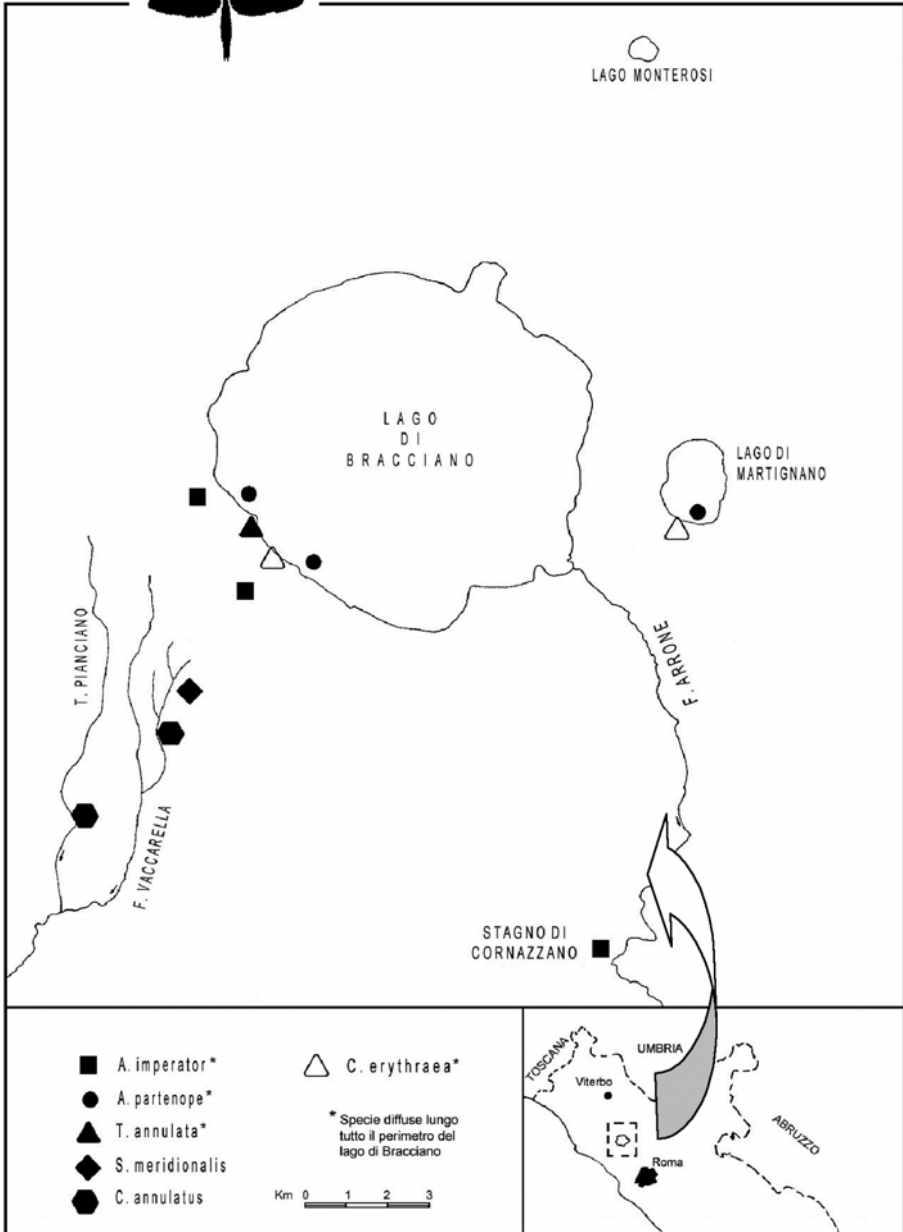 LAGO MONTEROSI
LAGO
DI
BRACCIANO
LAGO DI
MARTIGNANO
T. PIANCIANO
F. VACCARELLA
F. ARRONE
STAGNO DI
CORNAZZANO
A. imperator*
A. partenope*
T. annulata*
S. meridionalis
C. annulatus
C. erythraea*
* Specie diffuse lungo
tutto il perimetro del
lago di Bracciano
Km 0 1 2 3
TOSCANA
UMBRIA
Viterbo
ABRUZZO
Roma